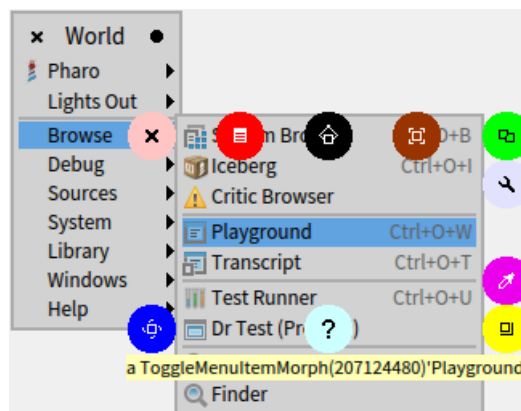 World
Pharo
Lights Out
Browse
Debug
Sources
System
Library
Windows
Help
Iceberg Ctrl+O+I
Critic Browser
Playground Ctrl+O+W
Transcript Ctrl+O+T
Test Runner Ctrl+O+U
Dr Test
?
a ToggleMenuItemMorph(207124480)'Playground
Finder